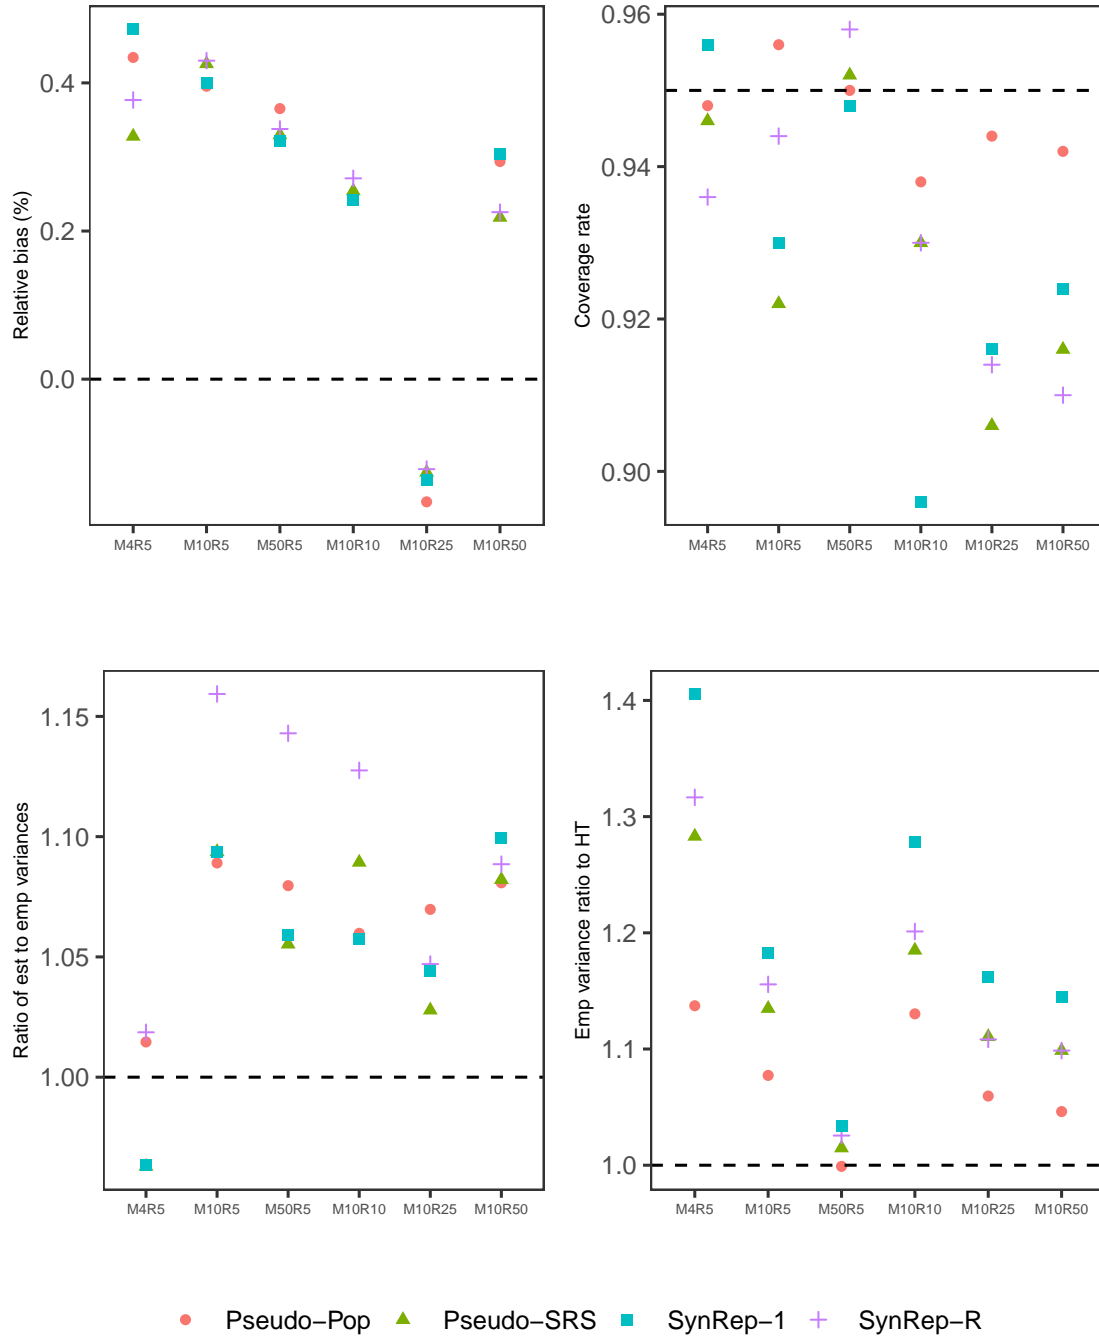 Relative bias (%)
0.4
0.2
0.0
M4R5 M10R5 M50R5 M10R10 M10R25 M10R50
Coverage rate
0.96
0.94
0.92
0.90
M4R5 M10R5 M50R5 M10R10 M10R25 M10R50
Ratio of est to emp variances
1.15
1.10
1.05
1.00
M4R5 M10R5 M50R5 M10R10 M10R25 M10R50
Emp variance ratio to HT
1.4
1.3
1.2
1.1
1.0
M4R5 M10R5 M50R5 M10R10 M10R25 M10R50
Pseudo−Pop Pseudo−SRS SynRep−1 SynRep−R